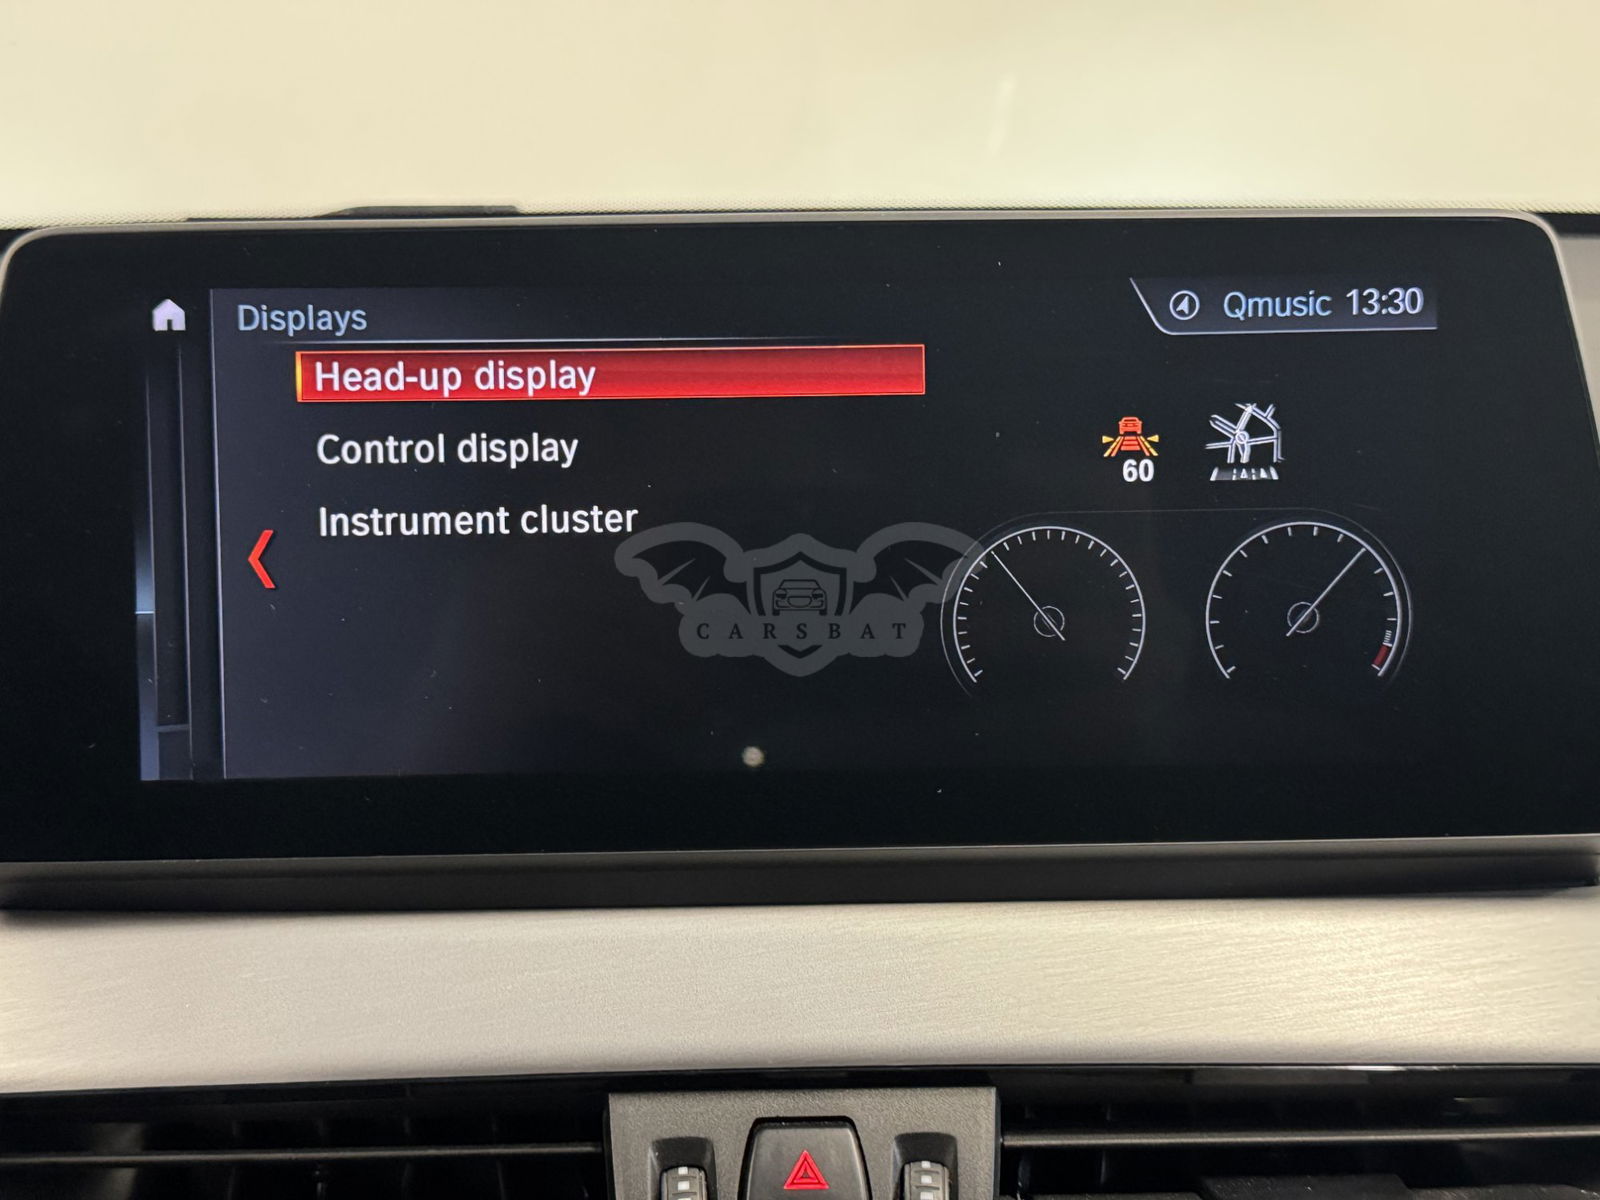 Displays
Qmusic 13:30
Head-up display
Control display
60
Instrument cluster
CARSBAT